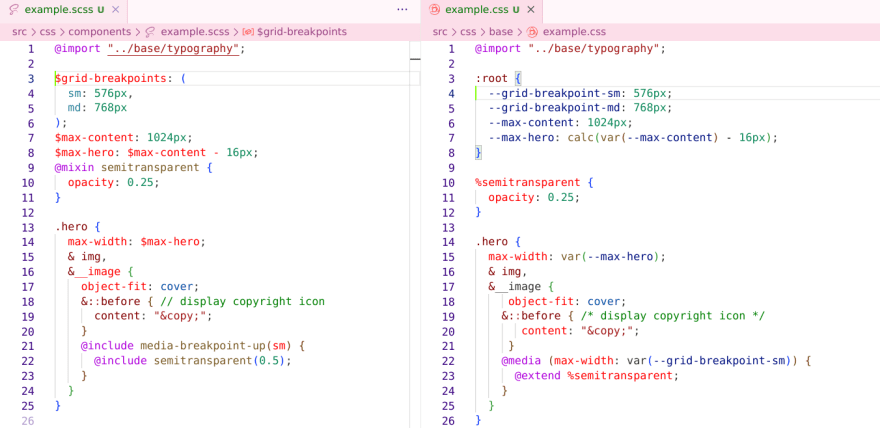 example.scss U ×
src > css > components > example.scss > $grid-breakpoints
1 @import "../base/typography";
2
3 $grid-breakpoints: (
4 sm: 576px,
5 md: 768px
6 );
7 $max-content: 1024px;
8 $max-hero: $max-content - 16px;
9 @mixin semitransparent {
10 opacity: 0.25;
11 }
12
13 .hero {
14 max-width: $max-hero;
15 & img,
16 &__image {
17 object-fit: cover;
18 &::before { // display copyright icon
19 content: "&copy;";
20 }
21 @include media-breakpoint-up(sm) {
22 @include semitransparent(0.5);
23 }
24 }
25 }
26
example.css U ×
src > css > base > example.css
1 @import "../base/typography";
2
3 :root {
4 --grid-breakpoint-sm: 576px;
5 --grid-breakpoint-md: 768px;
6 --max-content: 1024px;
7 --max-hero: calc(var(--max-content) - 16px);
8 }
9
10 %semitransparent {
11 opacity: 0.25;
12 }
13
14 .hero {
15 max-width: var(--max-hero);
16 & img,
17 &__image {
18 object-fit: cover;
19 &::before { /* display copyright icon */
20 content: "&copy;";
21 }
22 @media (max-width: var(--grid-breakpoint-sm)) {
23 @extend %semitransparent;
24 }
25 }
26 }